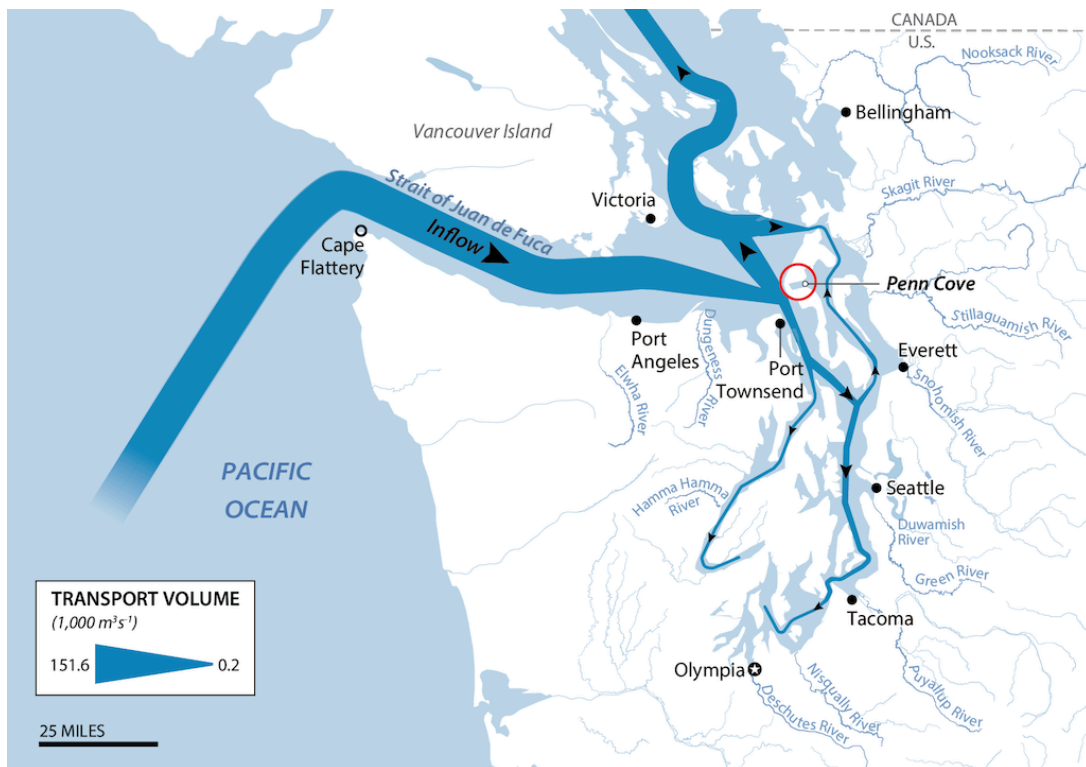 CANADA
U.S.
Nooksack River
Bellingham
Vancouver Island
Skagit River
Strait of Juan de Fuca
Victoria
Inflow
Cape
Flattery
Penn Cove
Stillaguamish River
Port
Angeles
Dungeness
River
Elwha River
Port
Townsend
Everett
Snohomish River
PACIFIC
OCEAN
Hamma Hamma
River
Seattle
Duwamish
River
Green River
TRANSPORT VOLUME
(1,000 m³s⁻¹)
151.6
0.2
Tacoma
Olympia
Nisqually River
Puyallup River
Deschutes River
25 MILES